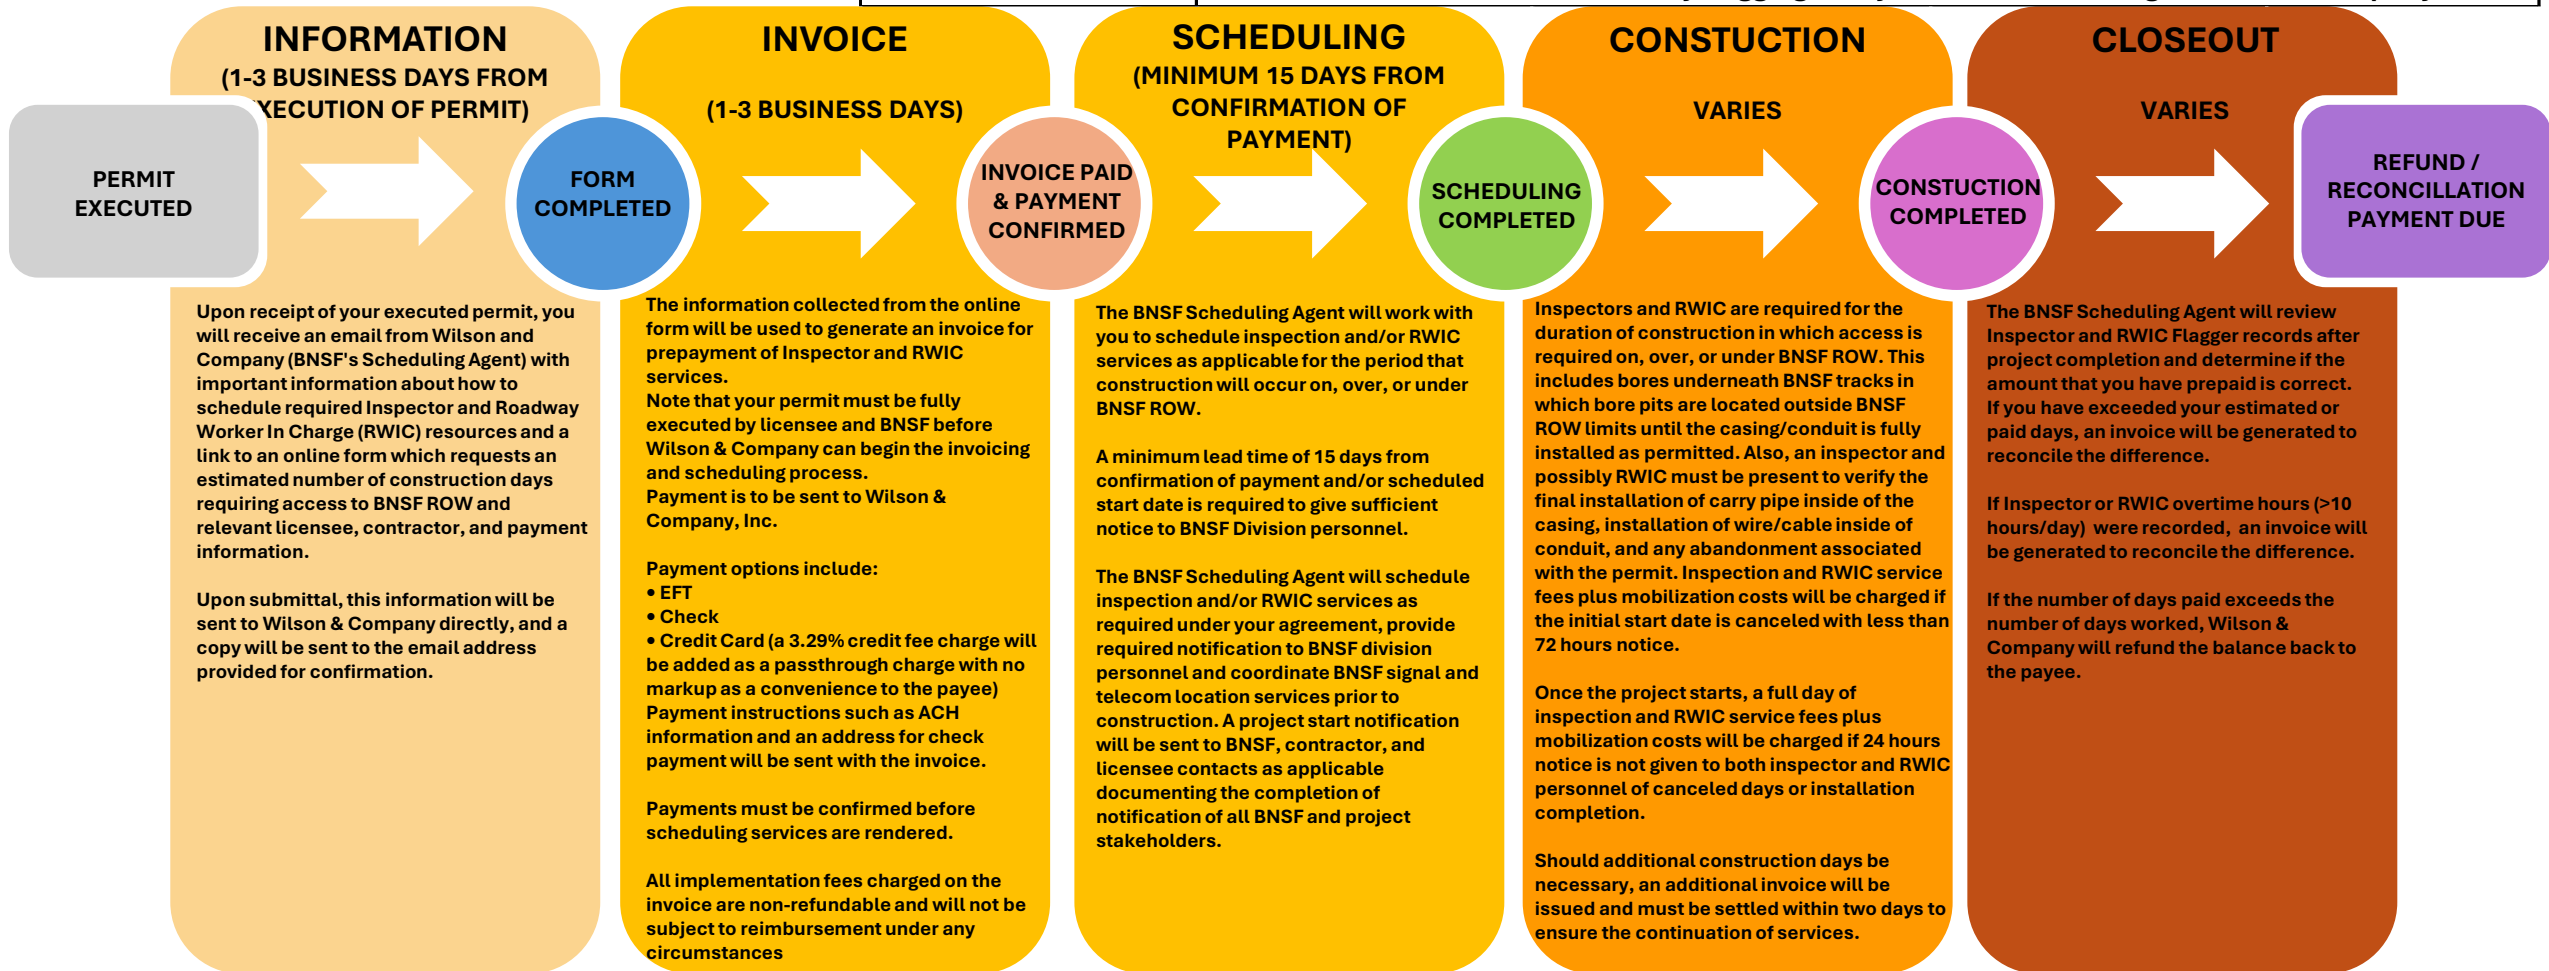 INFORMATION
(1-3 BUSINESS DAYS FROM
EXECUTION OF PERMIT)
PERMIT
EXECUTED
Upon receipt of your executed permit, you
will receive an email from Wilson and
Company (BNSF's Scheduling Agent) with
important information about how to
schedule required Inspector and Roadway
Worker In Charge (RWIC) resources and a
link to an online form which requests an
estimated number of construction days
requiring access to BNSF ROW and
relevant licensee, contractor, and payment
information.
Upon submittal, this information will be
sent to Wilson & Company directly, and a
copy will be sent to the email address
provided for confirmation.
FORM
COMPLETED
INVOICE
(1-3 BUSINESS DAYS)
The information collected from the online
form will be used to generate an invoice for
prepayment of Inspector and RWIC
services.
Note that your permit must be fully
executed by licensee and BNSF before
Wilson & Company can begin the invoicing
and scheduling process.
Payment is to be sent to Wilson &
Company, Inc.
Payment options include:
• EFT
• Check
• Credit Card (a 3.29% credit fee charge will
be added as a passthrough charge with no
markup as a convenience to the payee)
Payment instructions such as ACH
information and an address for check
payment will be sent with the invoice.
Payments must be confirmed before
scheduling services are rendered.
All implementation fees charged on the
invoice are non-refundable and will not be
subject to reimbursement under any
circumstances
INVOICE PAID
& PAYMENT
CONFIRMED
SCHEDULING
(MINIMUM 15 DAYS FROM
CONFIRMATION OF
PAYMENT)
The BNSF Scheduling Agent will work with
you to schedule inspection and/or RWIC
services as applicable for the period that
construction will occur on, over, or under
BNSF ROW.
A minimum lead time of 15 days from
confirmation of payment and/or scheduled
start date is required to give sufficient
notice to BNSF Division personnel.
The BNSF Scheduling Agent will schedule
inspection and/or RWIC services as
required under your agreement, provide
required notification to BNSF division
personnel and coordinate BNSF signal and
telecom location services prior to
construction. A project start notification
will be sent to BNSF, contractor, and
licensee contacts as applicable
documenting the completion of
notification of all BNSF and project
stakeholders.
SCHEDULING
COMPLETED
CONSTUCTION
VARIES
Inspectors and RWIC are required for the
duration of construction in which access is
required on, over, or under BNSF ROW. This
includes bores underneath BNSF tracks in
which bore pits are located outside BNSF
ROW limits until the casing/conduit is fully
installed as permitted. Also, an inspector and
possibly RWIC must be present to verify the
final installation of carry pipe inside of the
casing, installation of wire/cable inside of
conduit, and any abandonment associated
with the permit. Inspection and RWIC service
fees plus mobilization costs will be charged if
the initial start date is canceled with less than
72 hours notice.
Once the project starts, a full day of
inspection and RWIC service fees plus
mobilization costs will be charged if 24 hours
notice is not given to both inspector and RWIC
personnel of canceled days or installation
completion.
Should additional construction days be
necessary, an additional invoice will be
issued and must be settled within two days to
ensure the continuation of services.
CONSTUCTION
COMPLETED
CLOSEOUT
VARIES
The BNSF Scheduling Agent will review
Inspector and RWIC Flagger records after
project completion and determine if the
amount that you have prepaid is correct.
If you have exceeded your estimated or
paid days, an invoice will be generated to
reconcile the difference.
If Inspector or RWIC overtime hours (>10
hours/day) were recorded, an invoice will
be generated to reconcile the difference.
If the number of days paid exceeds the
number of days worked, Wilson &
Company will refund the balance back to
the payee.
REFUND /
RECONCILLATION
PAYMENT DUE